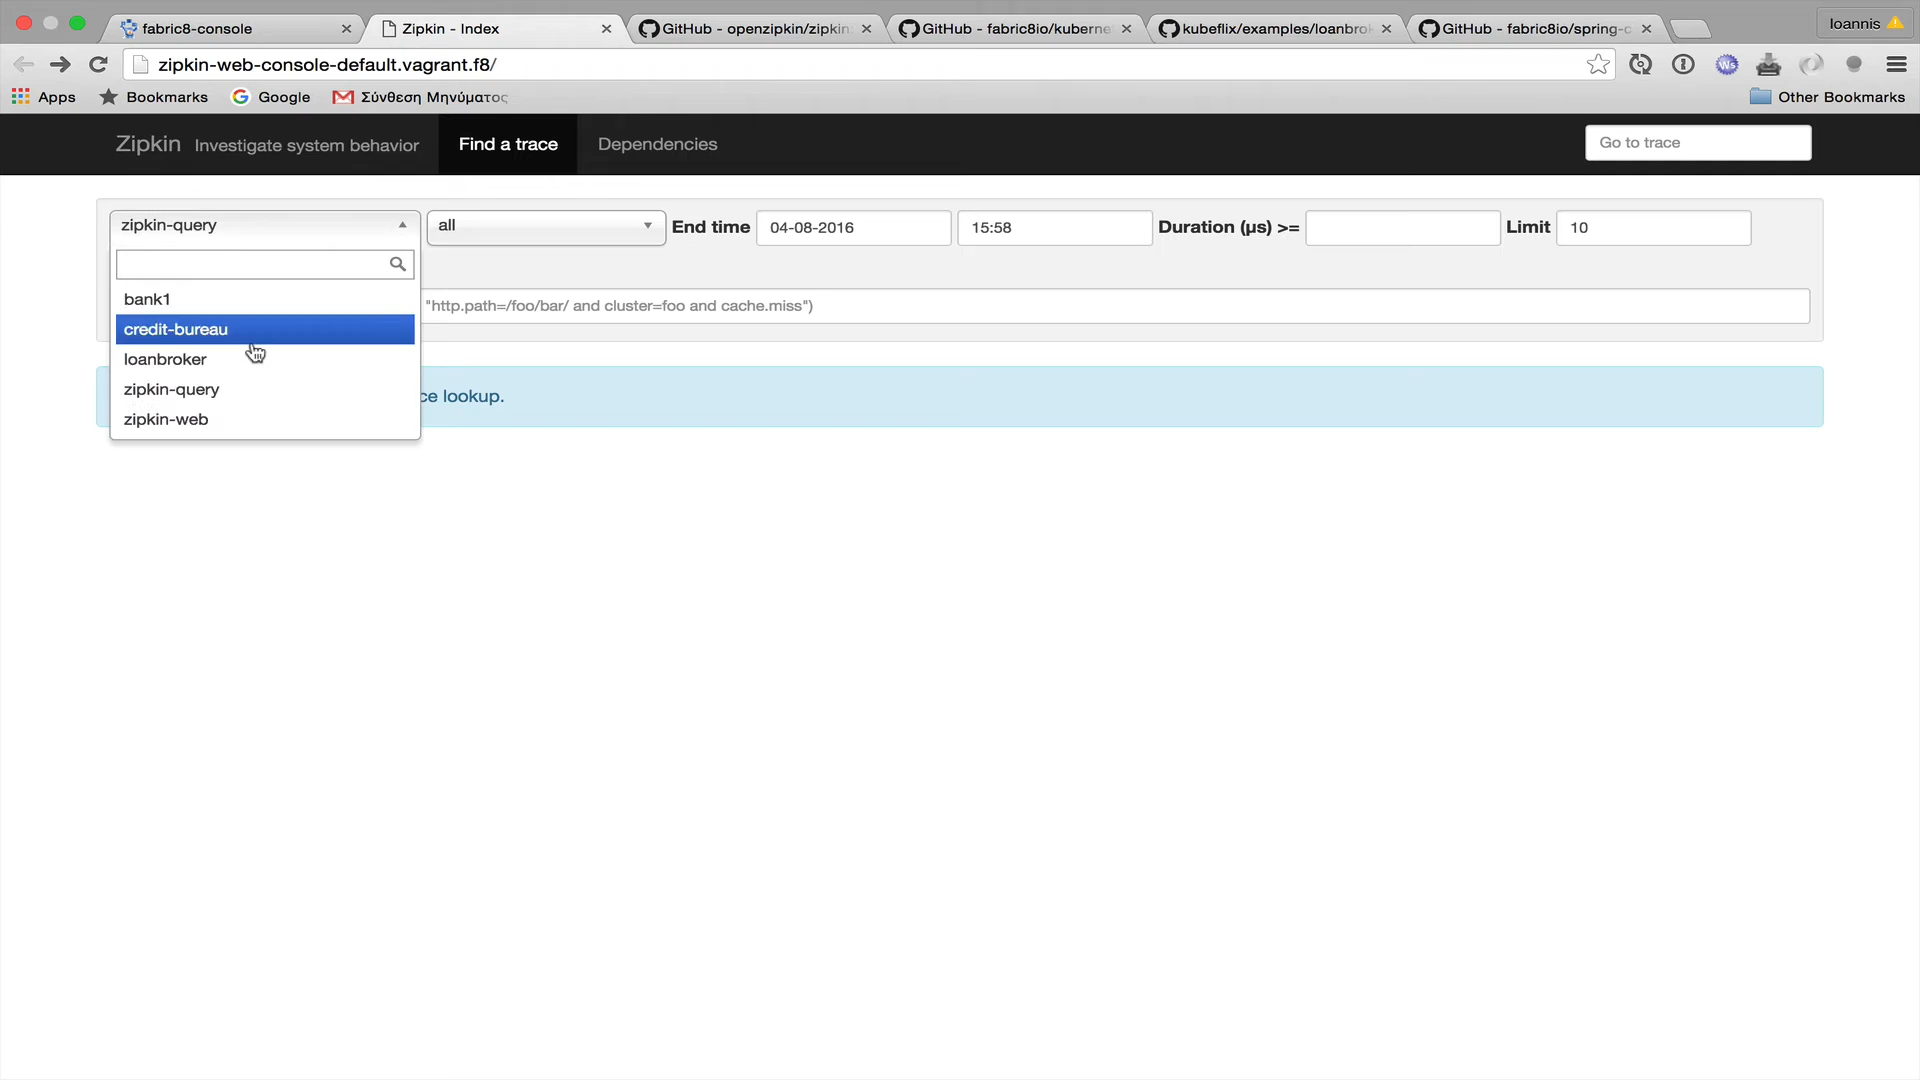 fabric8-console
Zipkin - Index
GitHub - openzipkin/zipkin
GitHub - fabric8io/kuberne
kubeflix/examples/loanbrok
GitHub - fabric8io/spring-c
Ioannis
zipkin-web-console-default.vagrant.f8/
Apps
Bookmarks
Google
Σύνθεση Μηνύματος
Other Bookmarks
Zipkin Investigate system behavior
Find a trace
Dependencies
Go to trace
zipkin-query
all
End time
04-08-2016
15:58
Duration (μs) >=
Limit
10
bank1
credit-bureau
loanbroker
zipkin-query
zipkin-web
"http.path=/foo/bar/ and cluster=foo and cache.miss")
ce lookup.